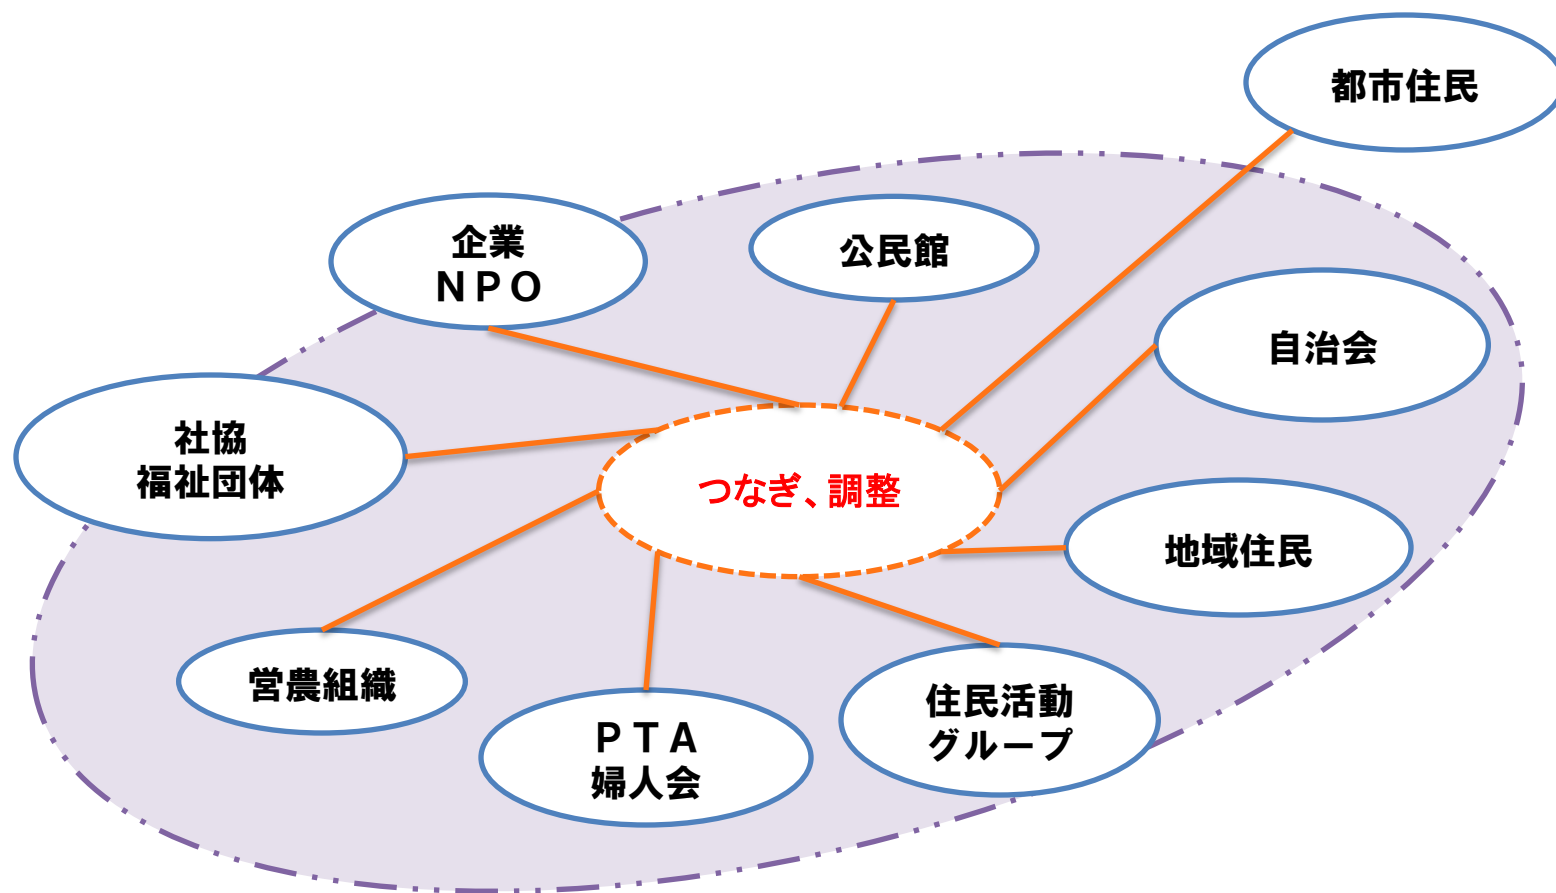 都市住民
企業
ＮＰＯ
公民館
自治会
社協
福祉団体
つなぎ、調整
地域住民
営農組織
ＰＴＡ
婦人会
住民活動
グループ